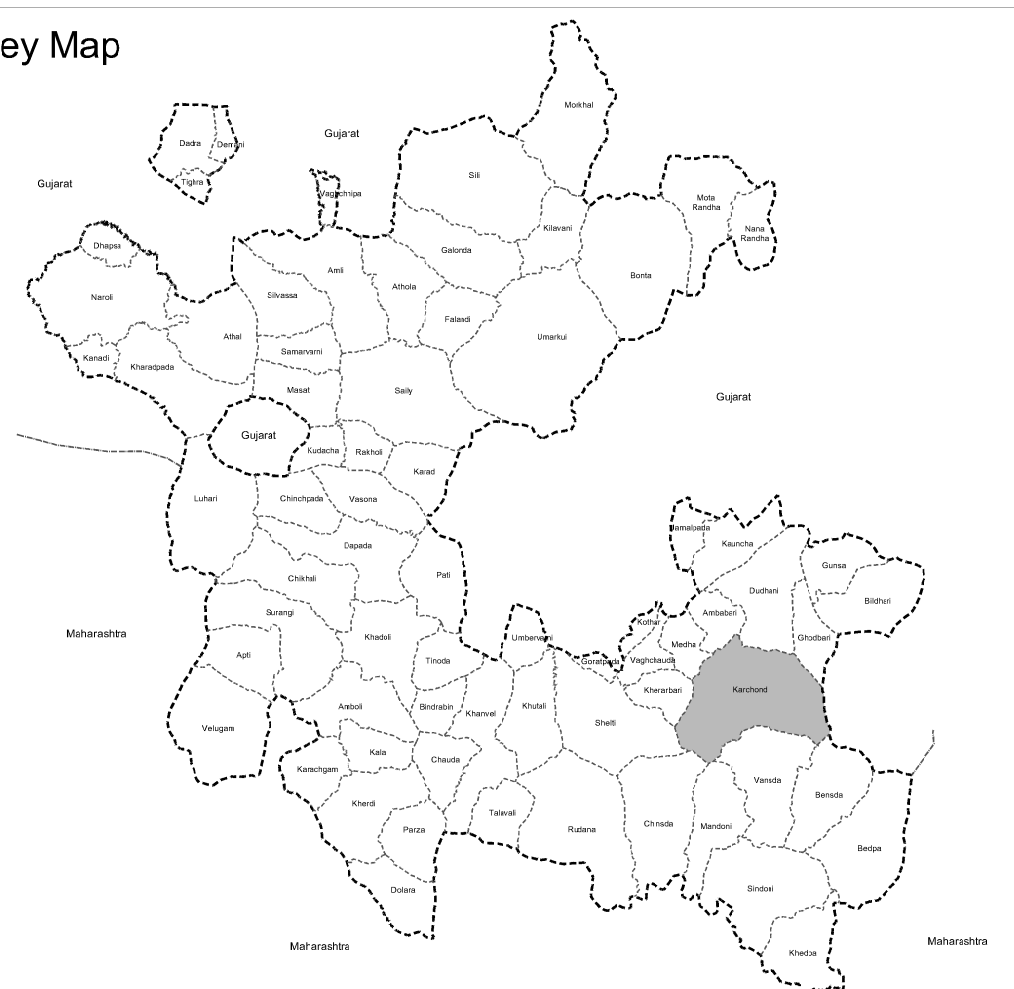 ey Map
Morkhal
Gujarat
Dadra
Demani
Sili
Tighra
Gujarat
Vaghchipa
Mota
Randha
Kilavani
Nana
Randha
Dhapsa
Galonda
Amli
Bonta
Athola
Silvassa
Naroli
Falandi
Athal
Umarkui
Samarvarni
Kanadi
Kharadpada
Masat
Saily
Gujarat
Gujarat
Kudacha
Rakholi
Karad
Luhari
Chinchpada
Vasona
Jamalpada
Kauncha
Dapada
Gunsa
Pati
Chikhali
Dudhani
Bildhari
Surangi
Ambabari
Kothar
Maharashtra
Khadoli
Umbervarni
Ghodbari
Medha
Apti
Tinoda
Goratpada
Vaghchauda
Kherarbari
Karchond
Amboli
Bindrabin
Khanvel
Khutali
Shelti
Velugam
Kala
Chauda
Karachgam
Vansda
Bensda
Kherdi
Talavali
Parza
Rudana
Chinsda
Mandoni
Bedpa
Dolara
Sindoni
Maharashtra
Maharashtra
Khedpa